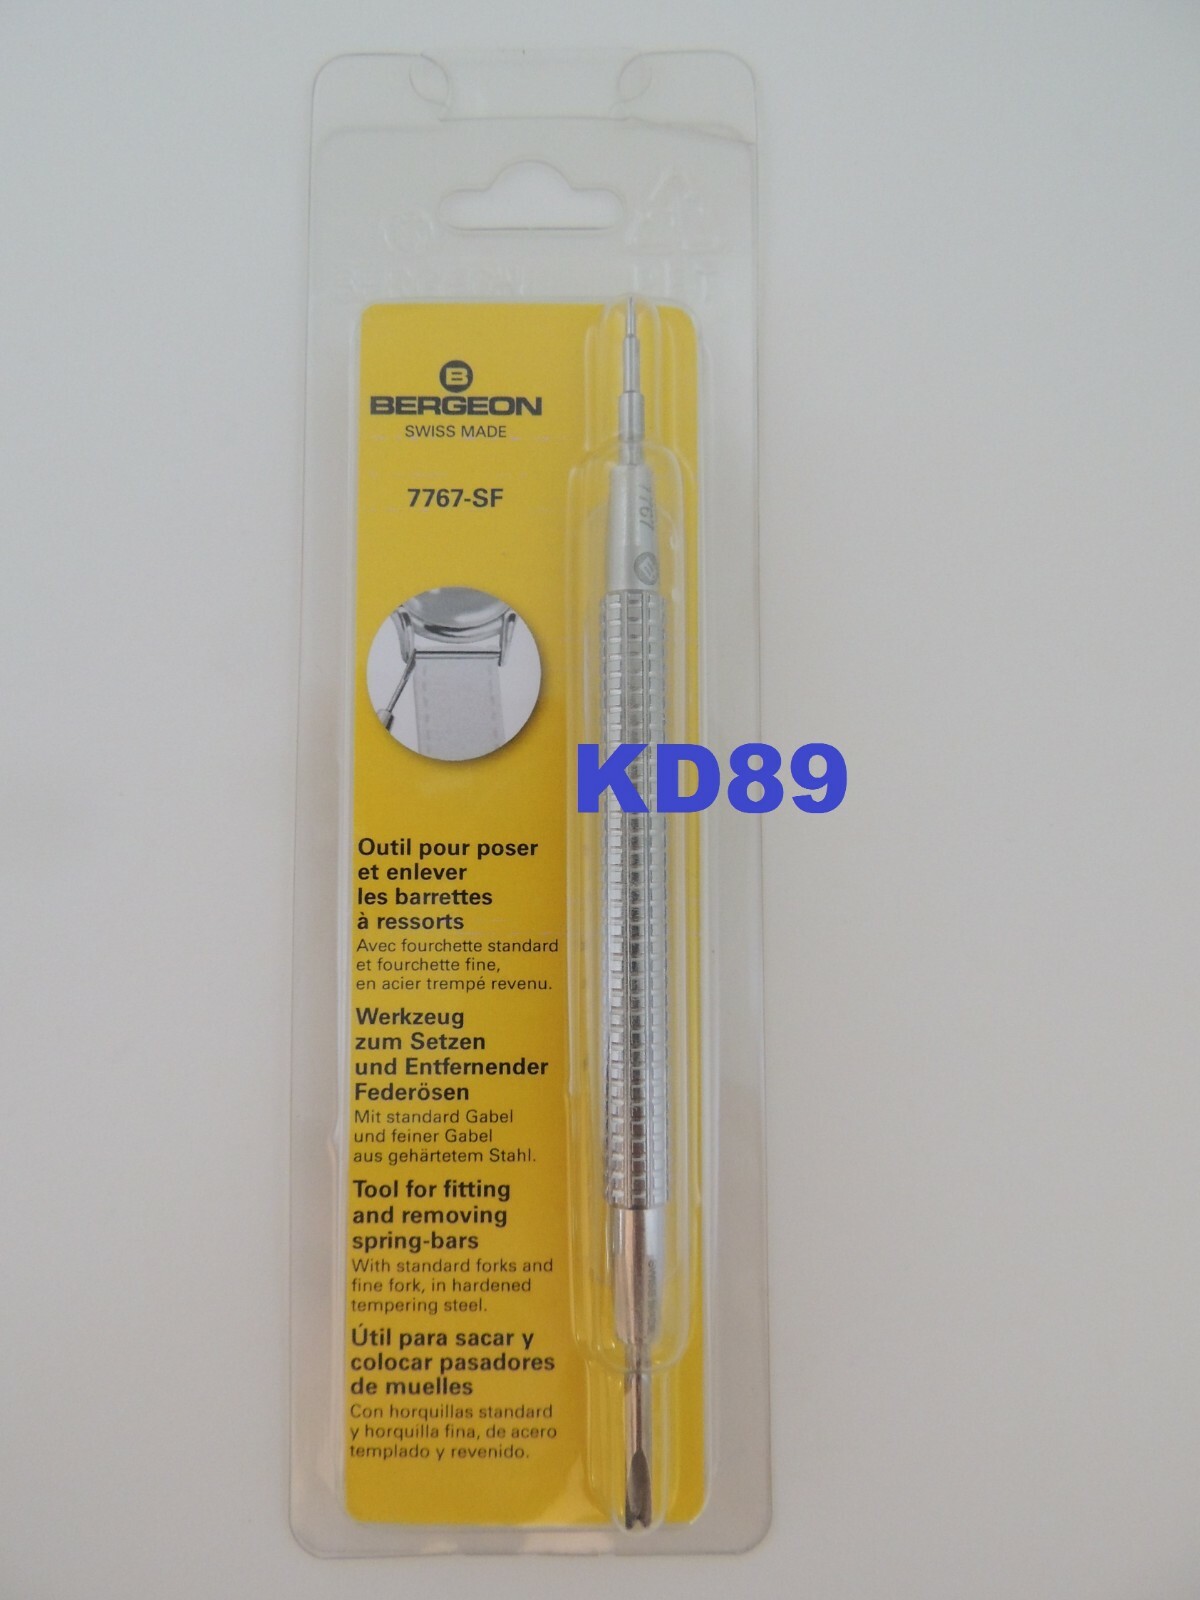 B
BERGEON
SWISS MADE
7767-SF
7767
KD89
Outil pour poser
et enlever
les barrettes
à ressorts
Avec fourchette standard
et fourchette fine,
en acier trempé revenu.
Werkzeug
zum Setzen
und Entfernender
Federösen
Mit standard Gabel
und feiner Gabel
aus gehärtetem Stahl.
Tool for fitting
and removing
spring-bars
With standard forks and
fine fork, in hardened
tempering steel.
Útil para sacar y
colocar pasadores
de muelles
Con horquillas standard
y horquilla fina, de acero
templado y revenido.